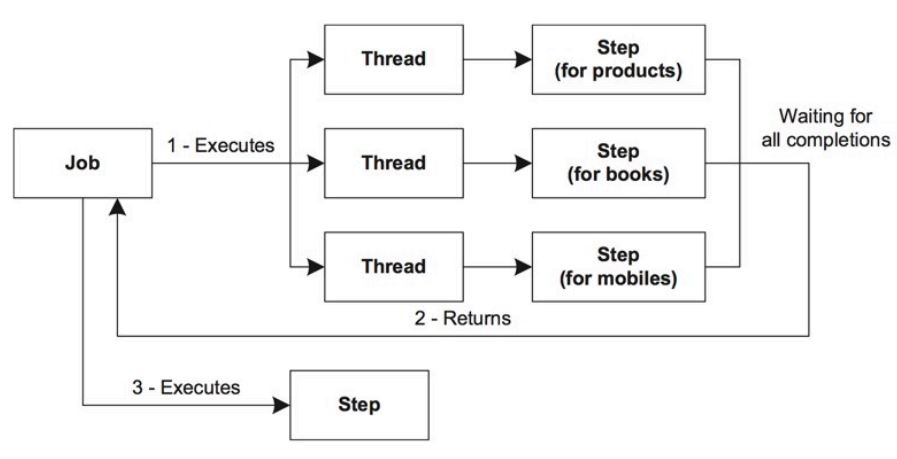 Thread
Step
(for products)
Waiting for
all completions
1 - Executes
Job
Thread
Step
(for books)
Thread
Step
(for mobiles)
2 - Returns
3 - Executes
Step